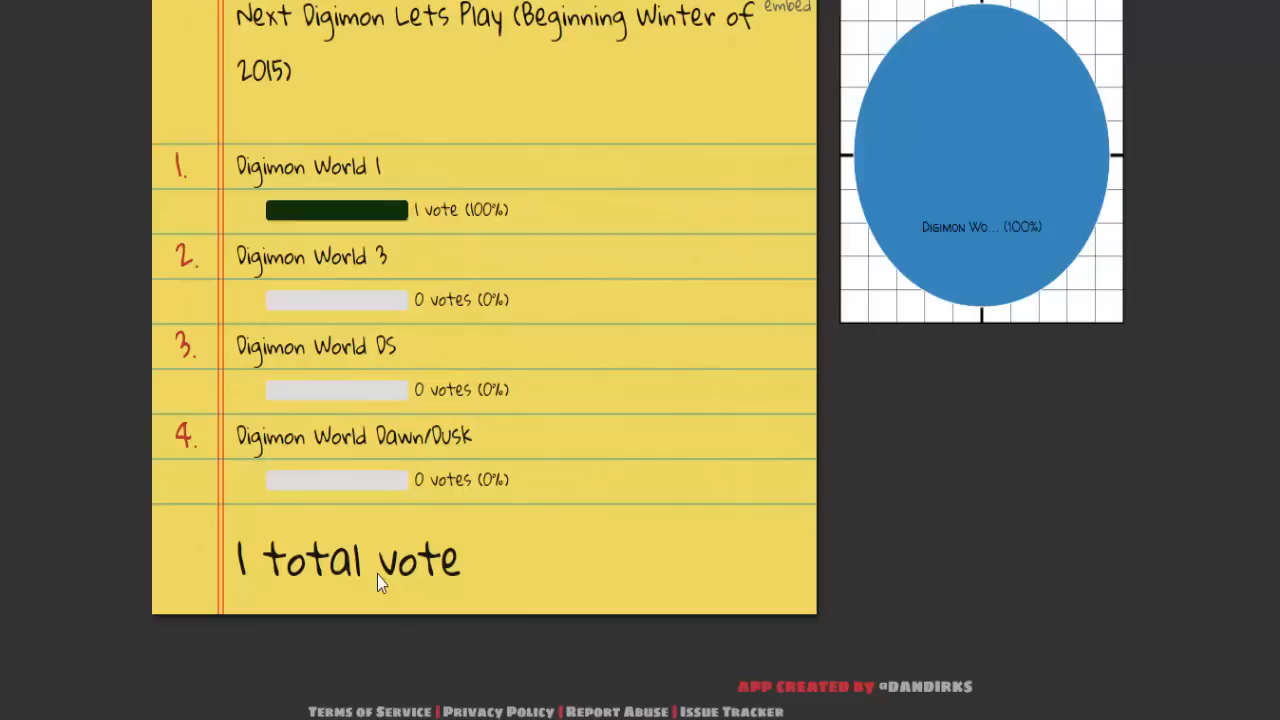 Next Digimon Lets Play (Beginning Winter of
embed
2015)
1.
Digimon World 1
1 vote (100%)
2.
Digimon World 3
0 votes (0%)
3.
Digimon World DS
0 votes (0%)
4.
Digimon World Dawn/Dusk
0 votes (0%)
1 total vote
Digimon Wo... (100%)
App created by @dandirks
Terms of Service | Privacy Policy | Report Abuse | Issue Tracker